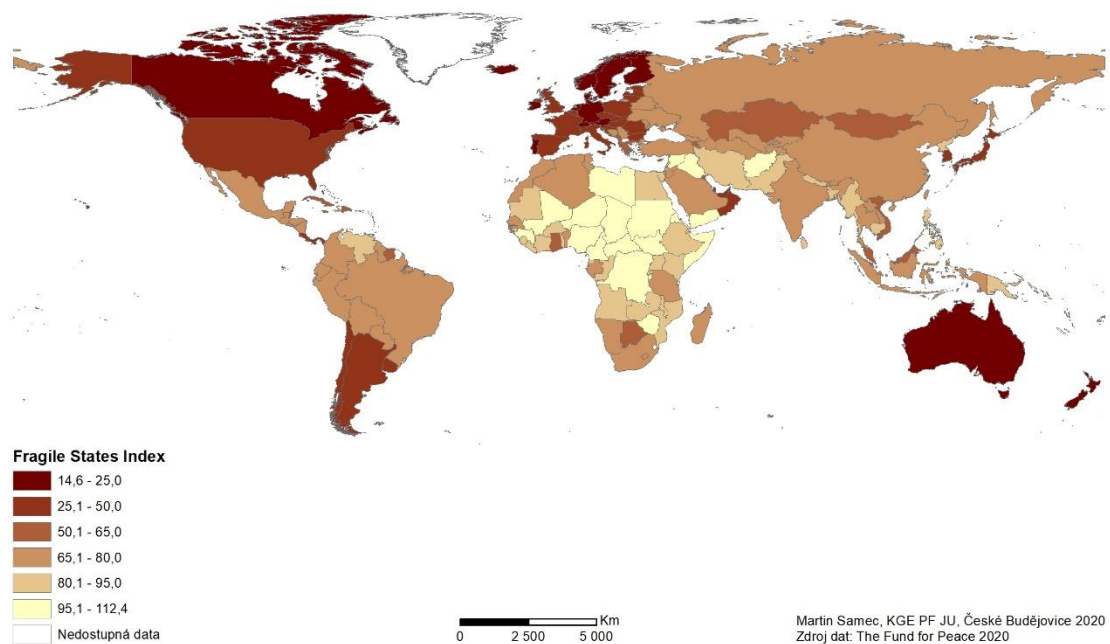 Fragile States Index
14,6 - 25,0
25,1 - 50,0
50,1 - 65,0
65,1 - 80,0
80,1 - 95,0
95,1 - 112,4
Nedostupná data
Km
0 2 500 5 000
Martin Samec, KGE PF JU, České Budějovice 2020
Zdroj dat: The Fund for Peace 2020